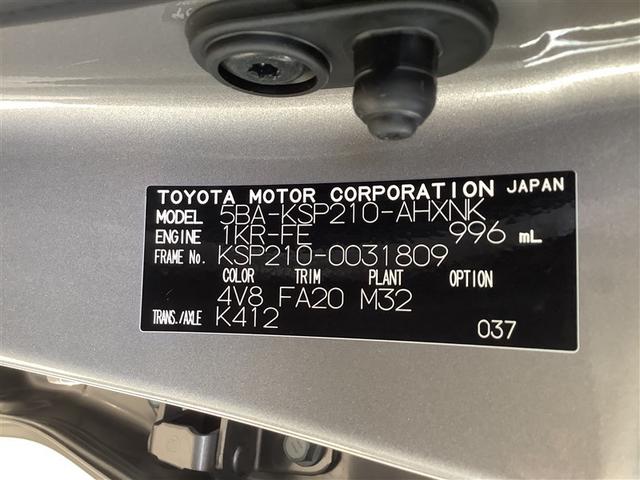 TOYOTA MOTOR CORPORATION JAPAN
MODEL 5BA-KSP210-AHXNK
ENGINE 1KR-FE 996 mL
FRAME No. KSP210-0031809
COLOR TRIM PLANT OPTION
4V8 FA20 M32
TRANS./AXLE K412
037